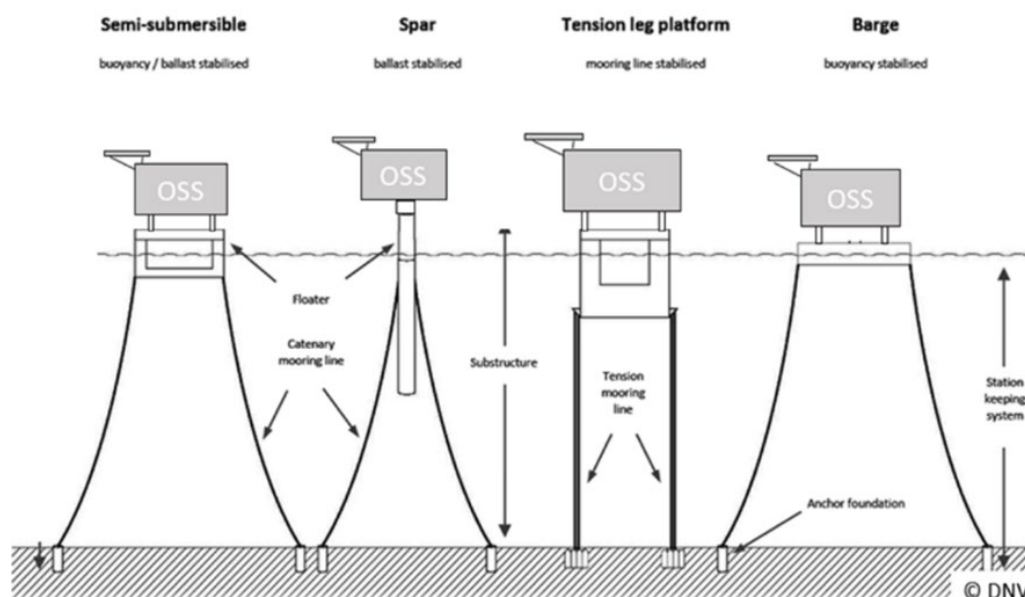 Semi-submersible
buoyancy / ballast stabilised
Spar
ballast stabilised
Tension leg platform
mooring line stabilised
Barge
buoyancy stabilised
OSS
OSS
OSS
OSS
Floater
Catenary
mooring line
Substructure
Tension
mooring
line
Station
keeping
system
Anchor foundation
© DNV